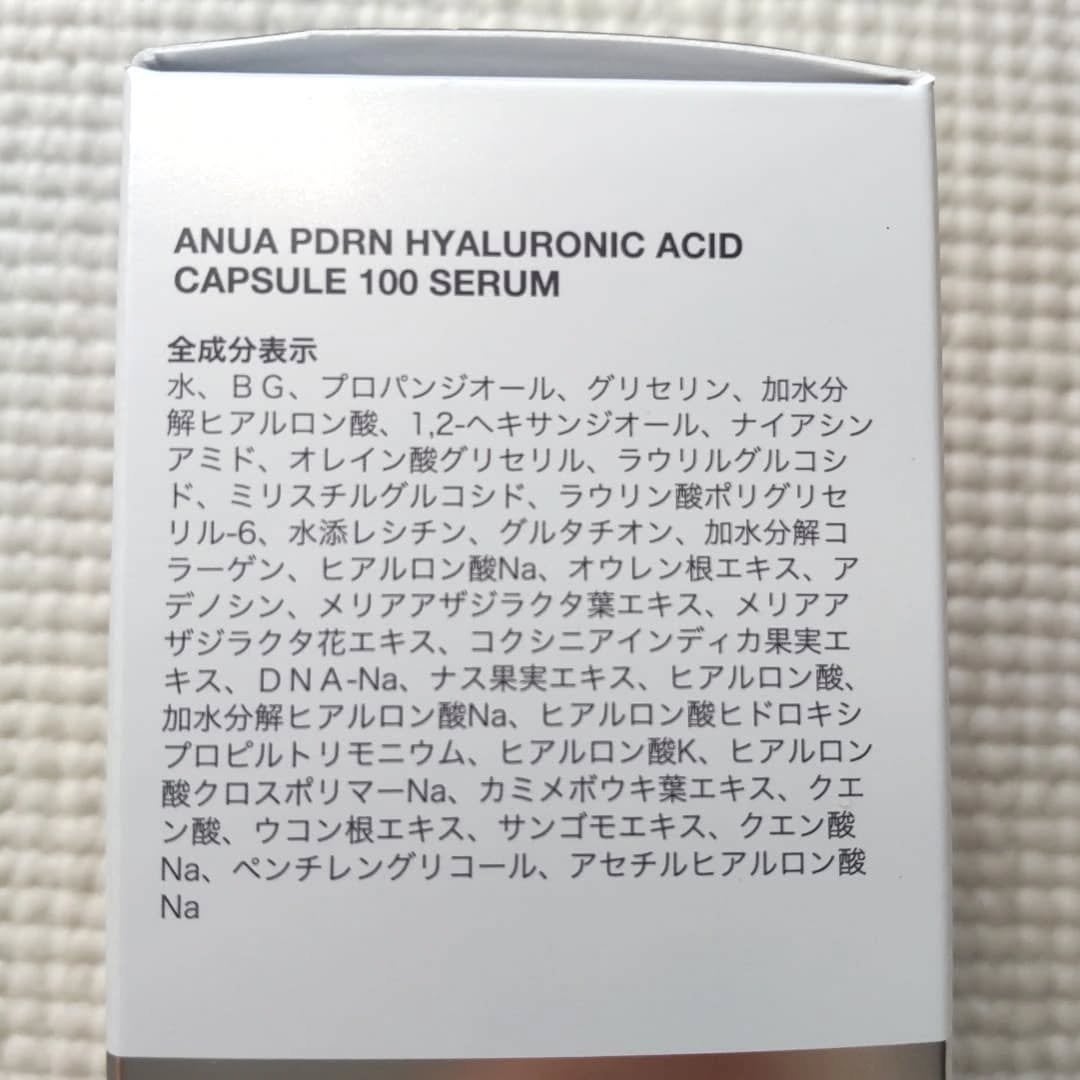 ANUA PDRN HYALURONIC ACID
CAPSULE 100 SERUM
全成分表示
水、ＢＧ、プロパンジオール、グリセリン、加水分
解ヒアルロン酸、1,2-ヘキサンジオール、ナイアシン
アミド、オレイン酸グリセリル、ラウリルグルコシ
ド、ミリスチルグルコシド、ラウリン酸ポリグリセ
リル-6、水添レシチン、グルタチオン、加水分解コ
ラーゲン、ヒアルロン酸Na、オウレン根エキス、ア
デノシン、メリアアザジラクタ葉エキス、メリアア
ザジラクタ花エキス、コクシニアインディカ果実エ
キス、ＤＮＡ-Na、ナス果実エキス、ヒアルロン酸、
加水分解ヒアルロン酸Na、ヒアルロン酸ヒドロキシ
プロピルトリモニウム、ヒアルロン酸K、ヒアルロン
酸クロスポリマーNa、カミメボウキ葉エキス、クエ
ン酸、ウコン根エキス、サンゴモエキス、クエン酸
Na、ペンチレングリコール、アセチルヒアルロン酸
Na